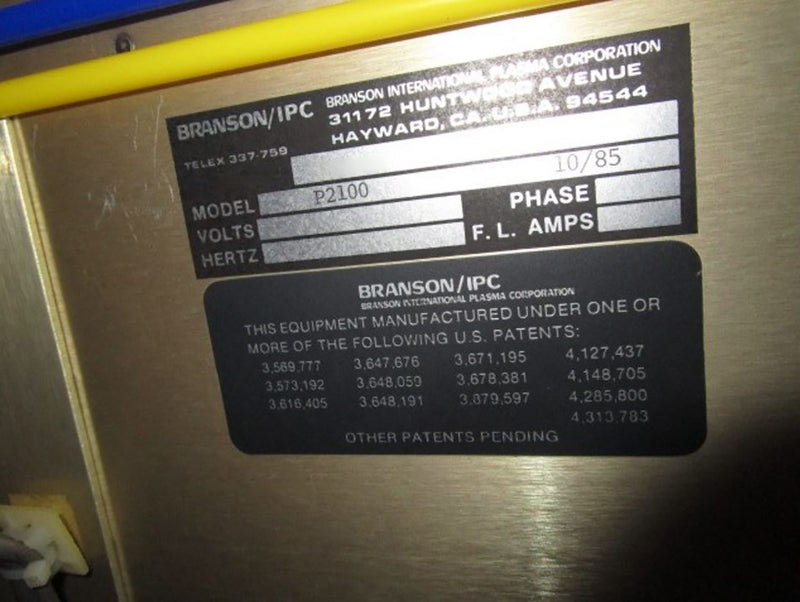 BRANSON/IPC
BRANSON INTERNATIONAL PLASMA CORPORATION
31172 HUNTWOOD AVENUE
HAYWARD, CA. U.S.A. 94544
TELEX 337-759
MODEL P2100 10/85
VOLTS PHASE
HERTZ F. L. AMPS
BRANSON/IPC
BRANSON INTERNATIONAL PLASMA CORPORATION
THIS EQUIPMENT MANUFACTURED UNDER ONE OR
MORE OF THE FOLLOWING U.S. PATENTS:
3,569,777 3,647,676 3,671,195 4,127,437
3,573,192 3,648,059 3,678,381 4,148,705
3,616,405 3,648,191 3,879,597 4,285,800
4,313,783
OTHER PATENTS PENDING